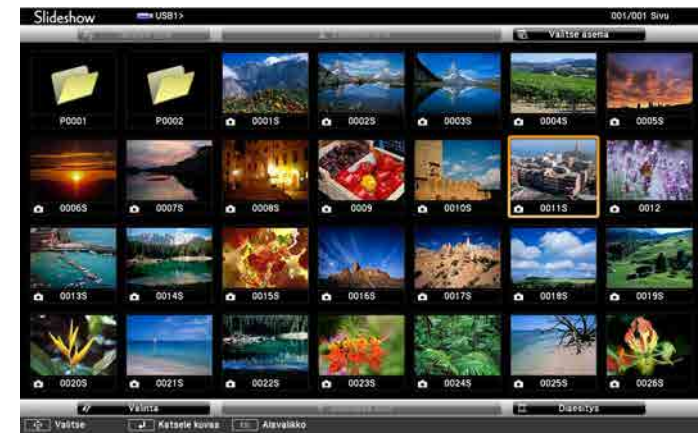 Slideshow USB1> 001/001 Sivu
Valitse asema
P0001 P0002 0001S 0002S 0003S 0004S 0005S
0006S 0007S 0008S 0009 0010S 0011S 0012
0013S 0014S 0015S 0016S 0017S 0018S 0019S
0020S 0021S 0022S 0023S 0024S 0025S 0026S
Valinta Diaesitys
Valitse Katsele kuvaa Esc Alavalikko